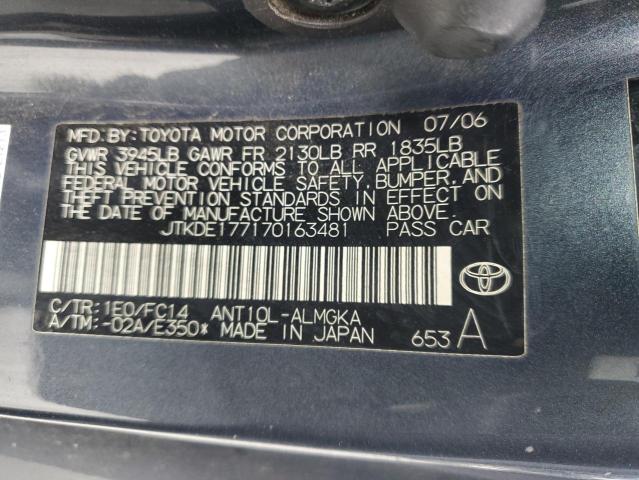 MFD.BY:TOYOTA MOTOR CORPORATION 07/06
GVWR 3945LB GAWR FR 2130LB RR 1835LB
THIS VEHICLE CONFORMS TO ALL APPLICABLE
FEDERAL MOTOR VEHICLE SAFETY,BUMPER,AND
THEFT PREVENTION STANDARDS IN EFFECT ON
THE DATE OF MANUFACTURE SHOWN ABOVE.
JTKDE177170163481 PASS CAR
C/TR:1E0/FC14 ANT10L-ALMGKA
A/TM:-02A/E350* MADE IN JAPAN
653 A
TOYOTA